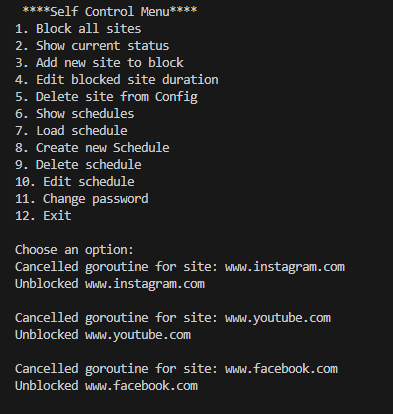 ****Self Control Menu****
1. Block all sites
2. Show current status
3. Add new site to block
4. Edit blocked site duration
5. Delete site from Config
6. Show schedules
7. Load schedule
8. Create new Schedule
9. Delete schedule
10. Edit schedule
11. Change password
12. Exit
Choose an option:
Cancelled goroutine for site: www.instagram.com
Unblocked www.instagram.com
Cancelled goroutine for site: www.youtube.com
Unblocked www.youtube.com
Cancelled goroutine for site: www.facebook.com
Unblocked www.facebook.com